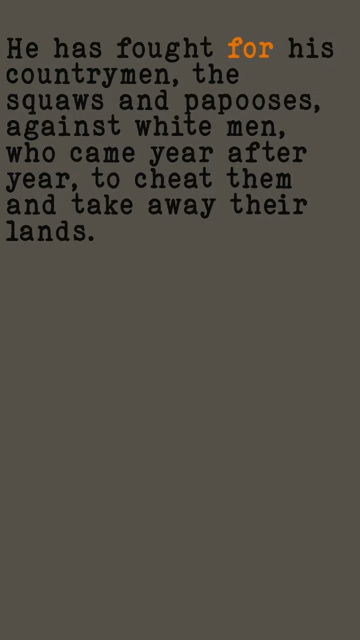 He has fought for his
countrymen, the
squaws and papooses,
against white men,
who came year after
year, to cheat them
and take away their
lands.